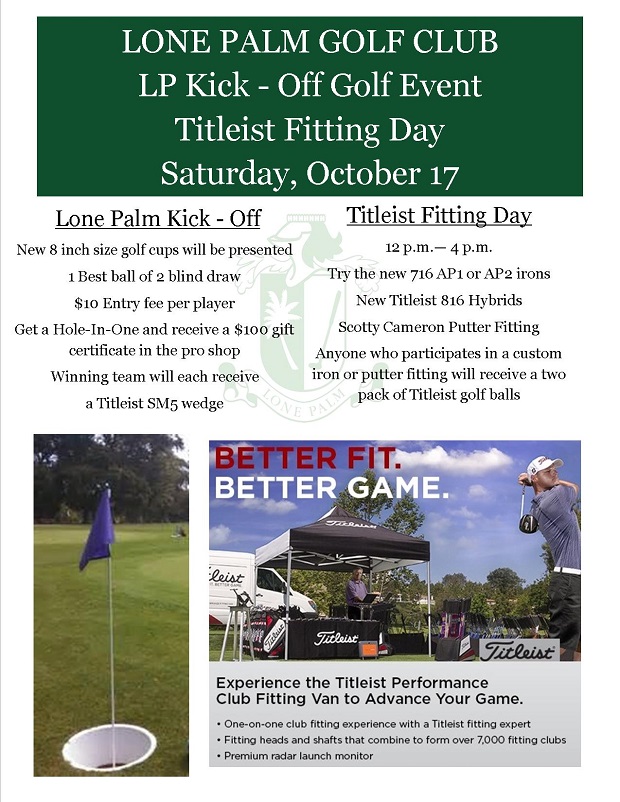 LONE PALM GOLF CLUB
LP Kick - Off Golf Event
Titleist Fitting Day
Saturday, October 17
Lone Palm Kick - Off
New 8 inch size golf cups will be presented
1 Best ball of 2 blind draw
$10 Entry fee per player
Get a Hole-In-One and receive a $100 gift
certificate in the pro shop
Winning team will each receive
a Titleist SM5 wedge
Titleist Fitting Day
12 p.m.— 4 p.m.
Try the new 716 AP1 or AP2 irons
New Titleist 816 Hybrids
Scotty Cameron Putter Fitting
Anyone who participates in a custom
iron or putter fitting will receive a two
pack of Titleist golf balls
LONE PALM
BETTER FIT.
BETTER GAME.
Titleist
Titleist
Titleist
Titleist
Titleist
Experience the Titleist Performance
Club Fitting Van to Advance Your Game.
• One-on-one club fitting experience with a Titleist fitting expert
• Fitting heads and shafts that combine to form over 7,000 fitting clubs
• Premium radar launch monitor